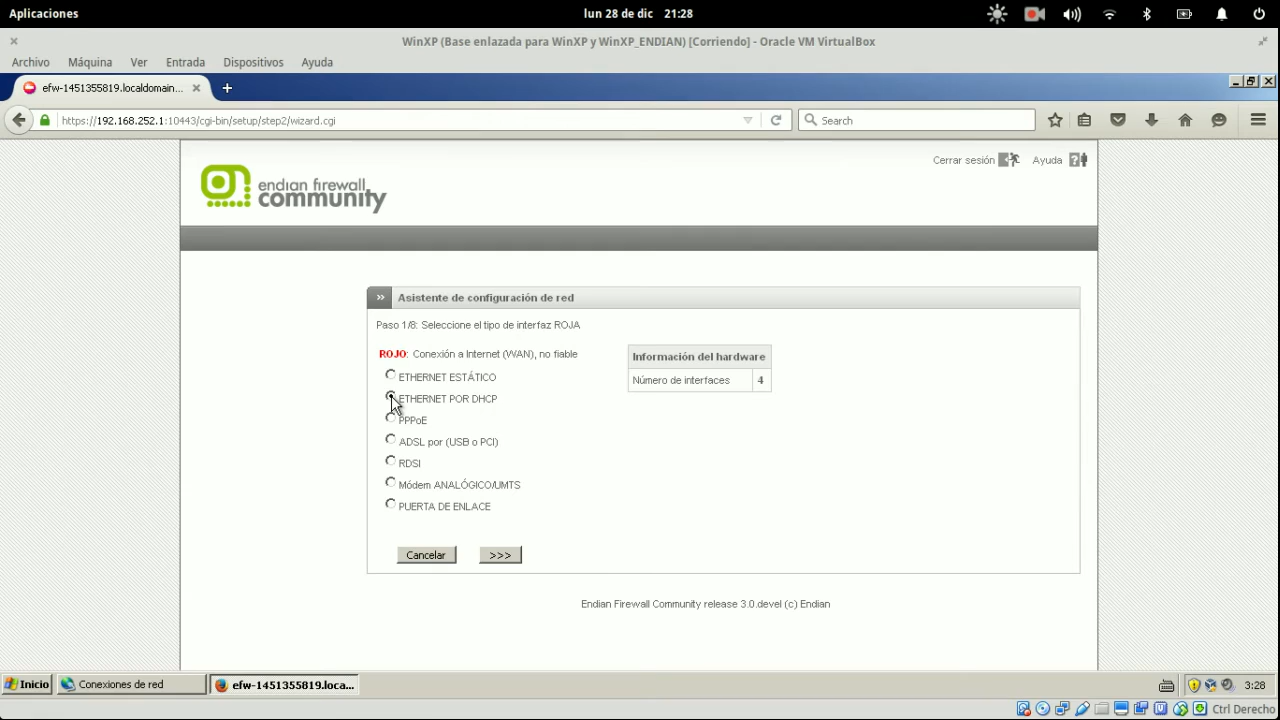 Aplicaciones
lun 28 de dic 21:28
WinXP (Base enlazada para WinXP y WinXP_ENDIAN) [Corriendo] - Oracle VM VirtualBox
Archivo Máquina Ver Entrada Dispositivos Ayuda
efw-1451355819.localdomain...
https://192.168.252.1:10443/cgi-bin/setup/step2/wizard.cgi
Search
Cerrar sesión
Ayuda
endian firewall
community
Asistente de configuración de red
Paso 1/8: Seleccione el tipo de interfaz ROJA
ROJO: Conexión a Internet (WAN), no fiable
ETHERNET ESTÁTICO
ETHERNET POR DHCP
PPPoE
ADSL por (USB o PCI)
RDSI
Módem ANALÓGICO/UMTS
PUERTA DE ENLACE
Información del hardware
Número de interfaces 4
Cancelar
>>>
Endian Firewall Community release 3.0.devel (c) Endian
Inicio
Conexiones de red
efw-1451355819.loca...
3:28
Ctrl Derecho